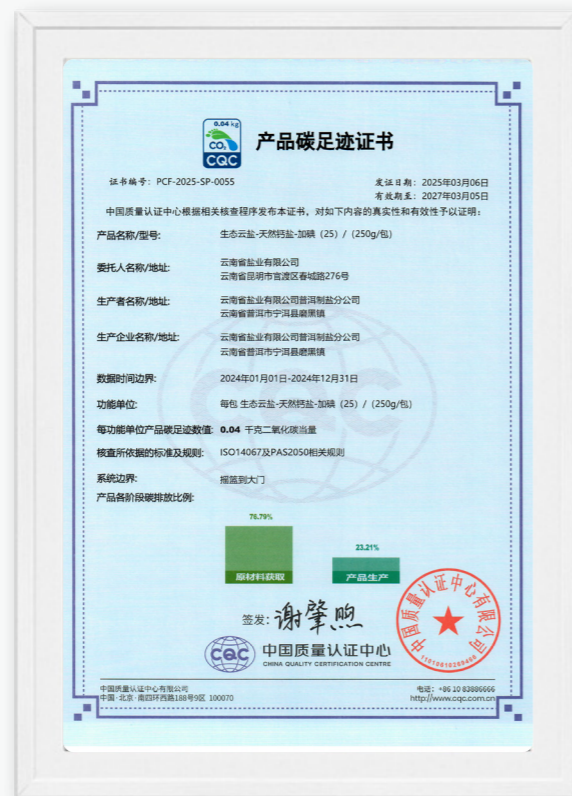 0.04 kg
CO₂
CQC
产品碳足迹证书
证书编号：PCF-2025-SP-0055
发证日期：2025年03月06日
有效期至：2027年03月05日
中国质量认证中心根据相关核查程序发布本证书，对如下内容的真实性和有效性予以证明：
产品名称/型号： 生态云盐-天然钙盐-加碘（25）/（250g/包）
委托人名称/地址： 云南省盐业有限公司
云南省昆明市官渡区春城路276号
生产者名称/地址： 云南省盐业有限公司普洱制盐分公司
云南省普洱市宁洱县磨黑镇
生产企业名称/地址： 云南省盐业有限公司普洱制盐分公司
云南省普洱市宁洱县磨黑镇
数据时间边界： 2024年01月01日-2024年12月31日
功能单位： 每包 生态云盐-天然钙盐-加碘（25）/（250g/包）
每功能单位产品碳足迹数值： 0.04 千克二氧化碳当量
核查所依据的标准及规则： ISO14067及PAS2050相关规则
系统边界： 摇篮到大门
产品各阶段碳排放比例：
76.79%
原材料获取
23.21%
产品生产
签发：谢肇煦
CQC 中国质量认证中心
CHINA QUALITY CERTIFICATION CENTRE
中国质量认证中心有限公司
中国质量认证中心有限公司
中国·北京·南四环西路188号9区 100070
电话：+86 10 83886666
http://www.cqc.com.cn
CQC